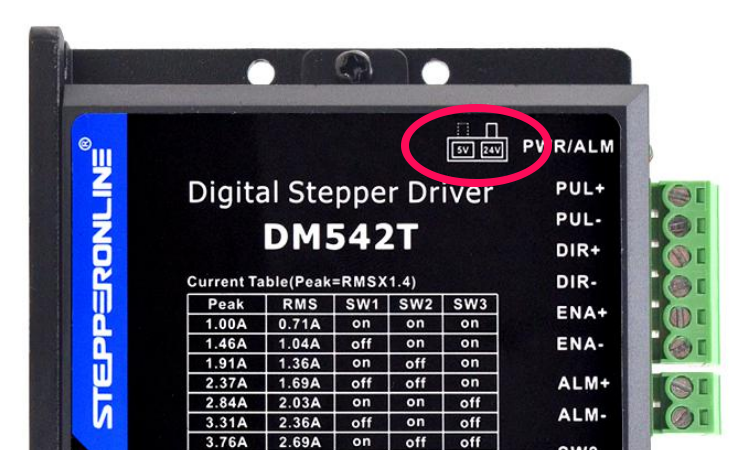 STEPPERONLINE®
5V 24V
PWR/ALM
Digital Stepper Driver
DM542T
PUL+
PUL-
DIR+
DIR-
ENA+
ENA-
ALM+
ALM-
Current Table(Peak=RMSX1.4)
Peak RMS SW1 SW2 SW3
1.00A 0.71A on on on
1.46A 1.04A off on on
1.91A 1.36A on off on
2.37A 1.69A off off on
2.84A 2.03A on on off
3.31A 2.36A off on off
3.76A 2.69A on off off